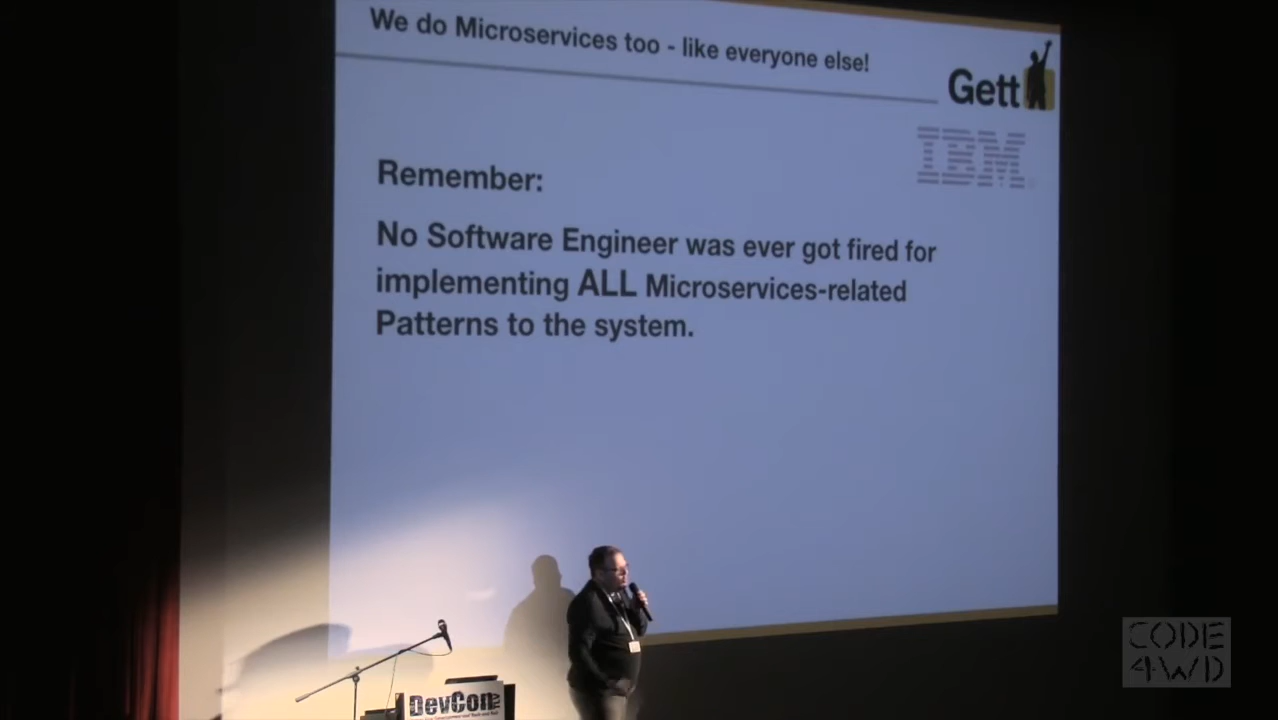 We do Microservices too - like everyone else!
Gett
IBM
Remember:
No Software Engineer was ever got fired for
implementing ALL Microservices-related
Patterns to the system.
DevCon
TLV
CODE
4WD